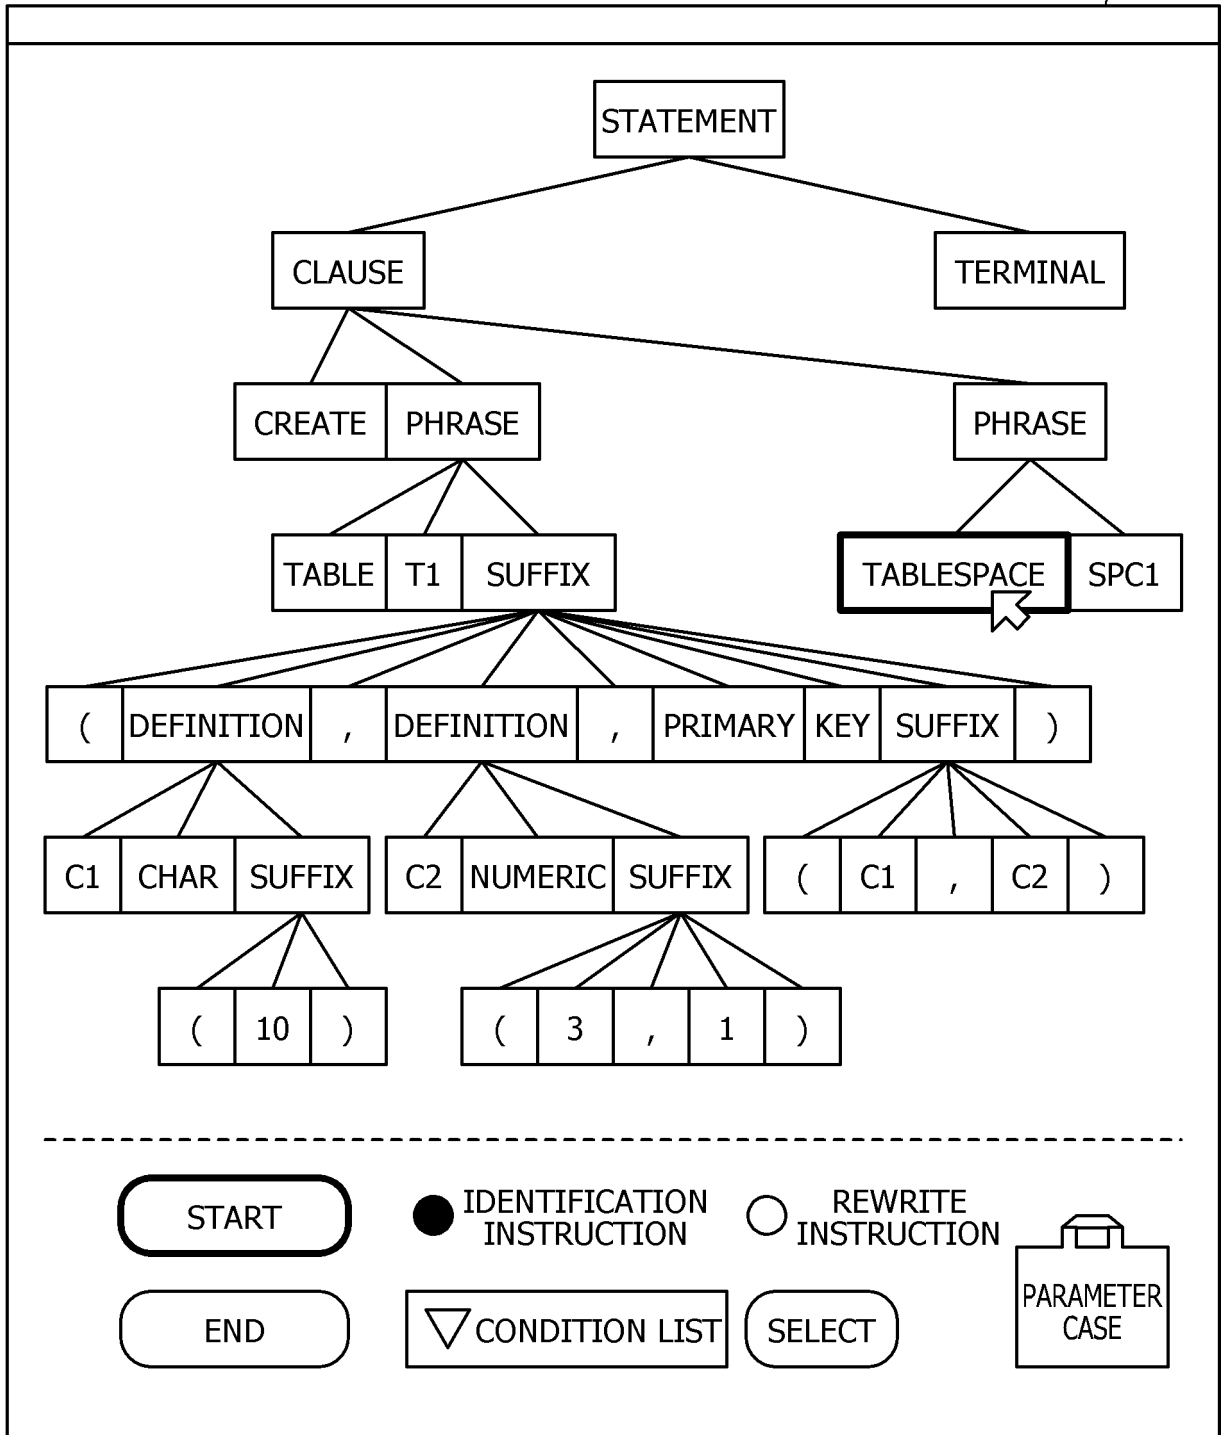 STATEMENT
CLAUSE TERMINAL
CREATE PHRASE PHRASE
TABLE T1 SUFFIX TABLESPACE SPC1
( DEFINITION , DEFINITION , PRIMARY KEY SUFFIX )
C1 CHAR SUFFIX C2 NUMERIC SUFFIX ( C1 , C2 )
( 10 ) ( 3 , 1 )
START
IDENTIFICATION
INSTRUCTION
REWRITE
INSTRUCTION
END
CONDITION LIST
SELECT
PARAMETER
CASE